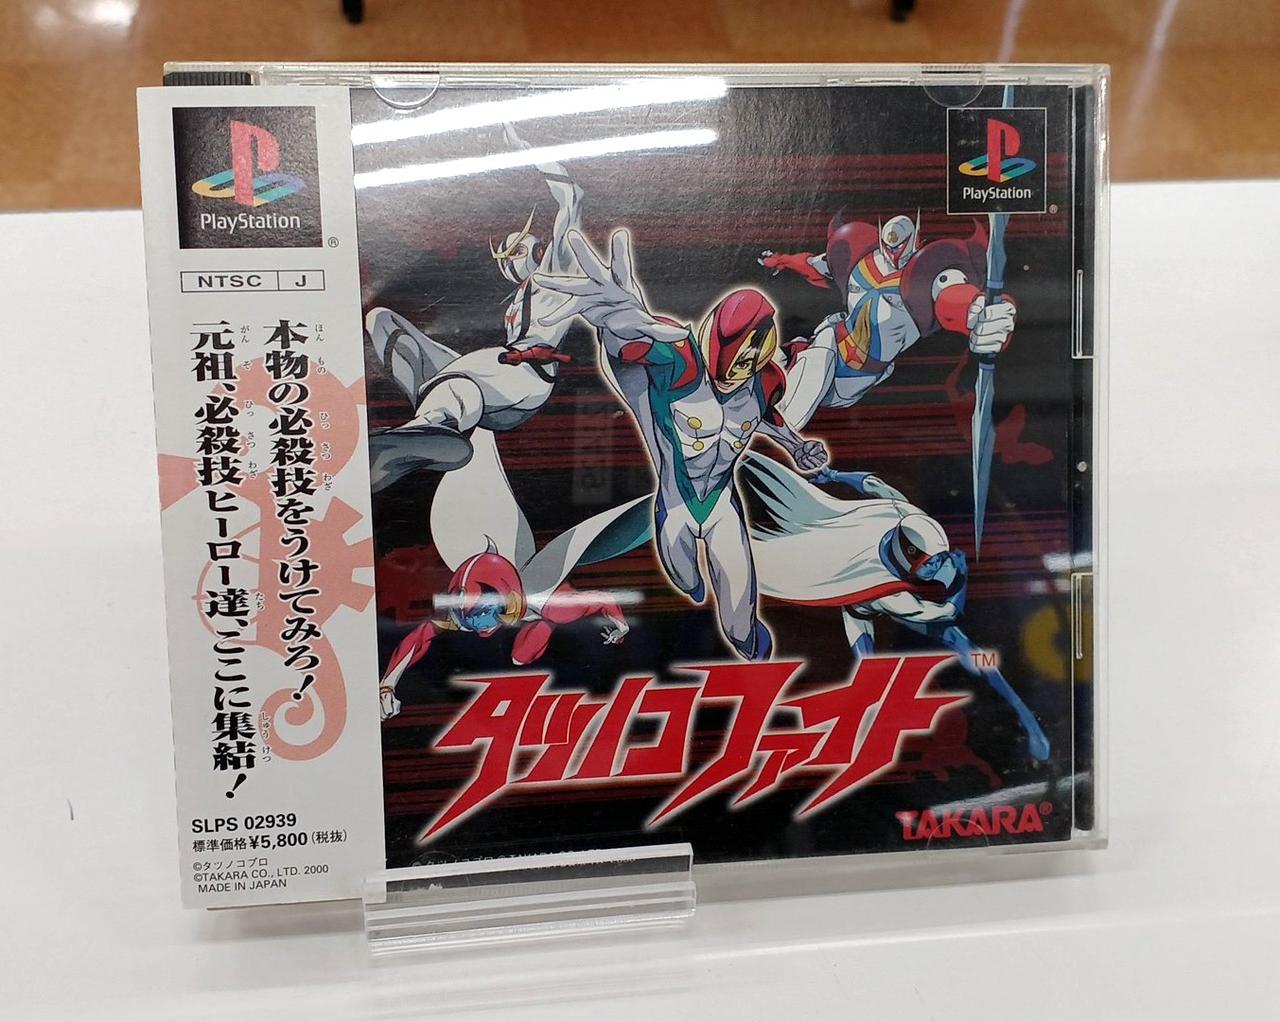 PlayStation
®
NTSC J
本物の必殺技をうけてみろ!
元祖、必殺技ヒーロー達、ここに集結!
SLPS 02939
標準価格¥5,800(税抜)
©タツノコプロ
©TAKARA CO., LTD. 2000
MADE IN JAPAN
PlayStation
®
タツノコファイト™
TAKARA®